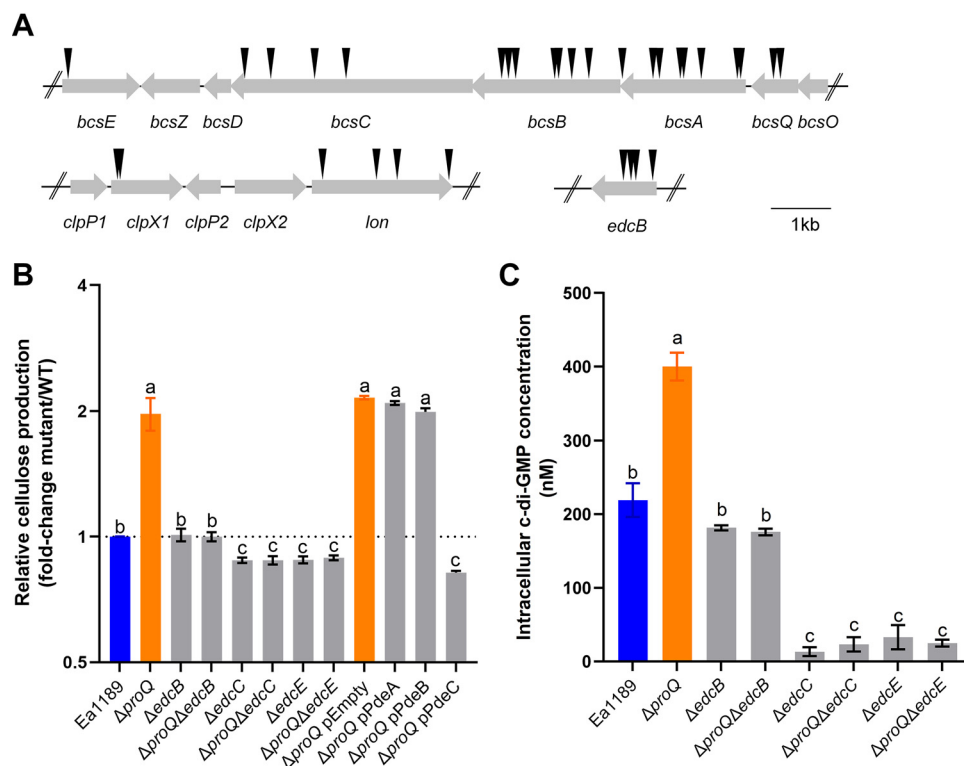 A
bcsE bcsZ bcsD bcsC bcsB bcsA bcsQ bcsO
clpP1 clpX1 clpP2 clpX2 lon edcB 1kb
B
Relative cellulose production
(fold-change mutant/WT)
4
2
1
0.5
b a b b c c c c a a a c
Ea1189
ΔproQ
ΔedcB
ΔproQΔedcB
ΔedcC
ΔproQΔedcC
ΔedcE
ΔproQΔedcE
ΔproQ pEmpty
ΔproQ pPdeA
ΔproQ pPdeB
ΔproQ pPdeC
C
Intracellular c-di-GMP concentration
(nM)
500
400
300
200
100
0
b a b b c c c c
Ea1189
ΔproQ
ΔedcB
ΔproQΔedcB
ΔedcC
ΔproQΔedcC
ΔedcE
ΔproQΔedcE